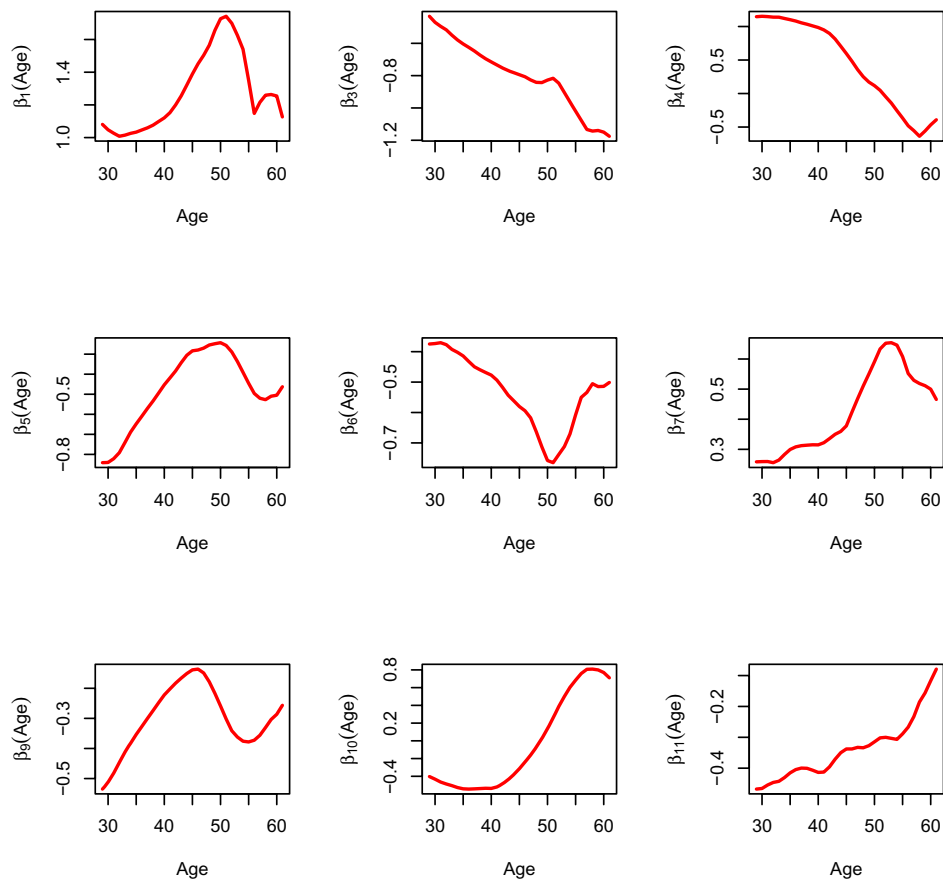 β1(Age)
1.0 1.4
30 40 50 60
Age
β3(Age)
−1.2 −0.8
30 40 50 60
Age
β4(Age)
−0.5 0.5
30 40 50 60
Age
β5(Age)
−0.8 −0.5
30 40 50 60
Age
β6(Age)
−0.7 −0.5
30 40 50 60
Age
β7(Age)
0.3 0.5
30 40 50 60
Age
β9(Age)
−0.5 −0.3
30 40 50 60
Age
β10(Age)
−0.4 0.2 0.8
30 40 50 60
Age
β11(Age)
−0.4 −0.2
30 40 50 60
Age